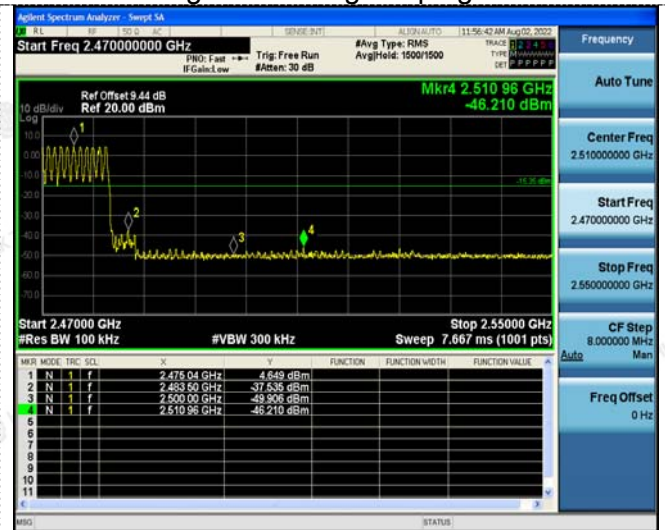 Agilent Spectrum Analyzer - Swept SA
RL RF 50 Ω AC SENSE:INT ALIGNAUTO 11:56:42 AM Aug 02, 2022
Start Freq 2.470000000 GHz
PNO: Fast
IFGain:Low
Trig: Free Run
#Atten: 30 dB
#Avg Type: RMS
Avg|Hold: 1500/1500
TRACE 1 2 3 4 5 6
TYPE
DET P P P P P P
Frequency
Mkr4 2.510 96 GHz
-46.210 dBm
Ref Offset 9.44 dB
10 dB/div Ref 20.00 dBm
Log
10.0
0.00
-10.0
-20.0
-30.0
-40.0
-50.0
-60.0
-70.0
1
2
3
4
Start 2.47000 GHz
#Res BW 100 kHz
#VBW 300 kHz
Stop 2.55000 GHz
Sweep 7.667 ms (1001 pts)
MKR MODE TRC SCL X Y FUNCTION FUNCTION WIDTH FUNCTION VALUE
1 N 1 f 2.475 04 GHz 4.649 dBm
2 N 1 f 2.483 50 GHz -37.535 dBm
3 N 1 f 2.500 00 GHz -49.906 dBm
4 N 1 f 2.510 96 GHz -46.210 dBm
5
6
7
8
9
10
11
MSG STATUS
Auto Tune
Center Freq
2.510000000 GHz
Start Freq
2.470000000 GHz
Stop Freq
2.550000000 GHz
CF Step
8.000000 MHz
Auto Man
Freq Offset
0 Hz